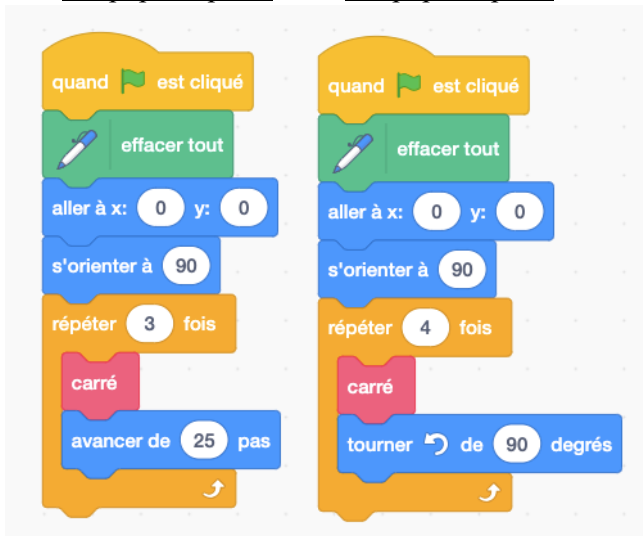 quand est cliqué
effacer tout
aller à x: 0 y: 0
s'orienter à 90
répéter 3 fois
carré
avancer de 25 pas
quand est cliqué
effacer tout
aller à x: 0 y: 0
s'orienter à 90
répéter 4 fois
carré
tourner de 90 degrés